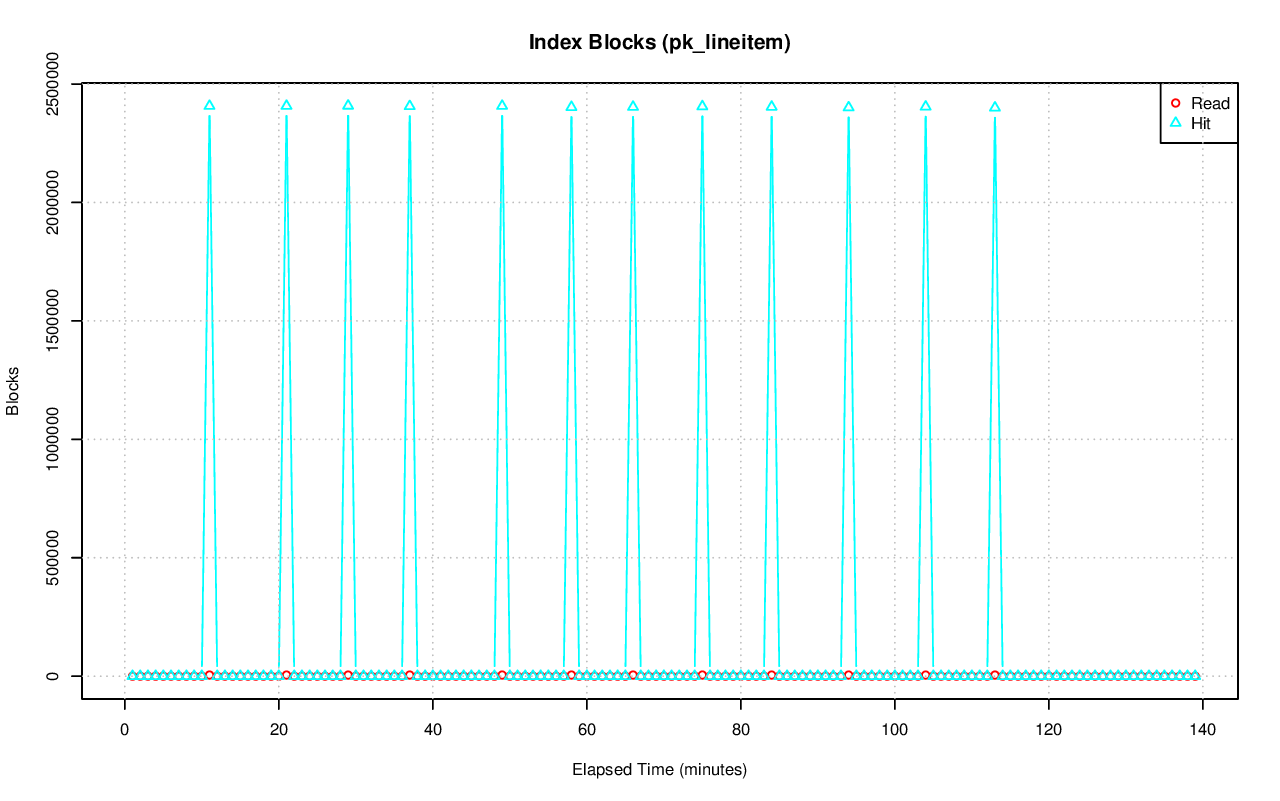 Index Blocks (pk_lineitem)
Read
Hit
2500000
2000000
1500000
1000000
500000
0
Blocks
0 20 40 60 80 100 120 140
Elapsed Time (minutes)